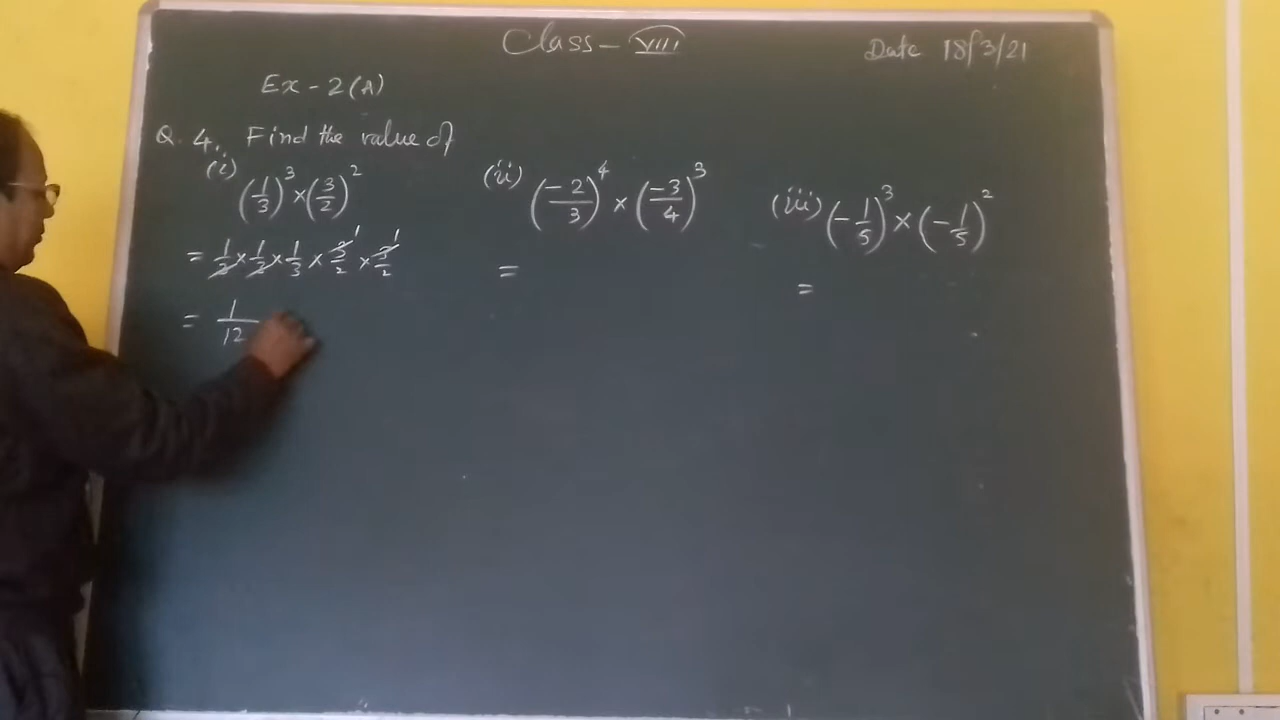 Class - VIII
Date 18/3/21
Ex - 2(A)
Q. 4. Find the value of
(i) (1/3)^3 × (3/2)^2
= 1/3 × 1/3 × 1/3 × 3/2 × 3/2
= 1/12
(ii) (-2/3)^4 × (-3/4)^3
=
(iii) (-1/5)^3 × (-1/5)^2
=